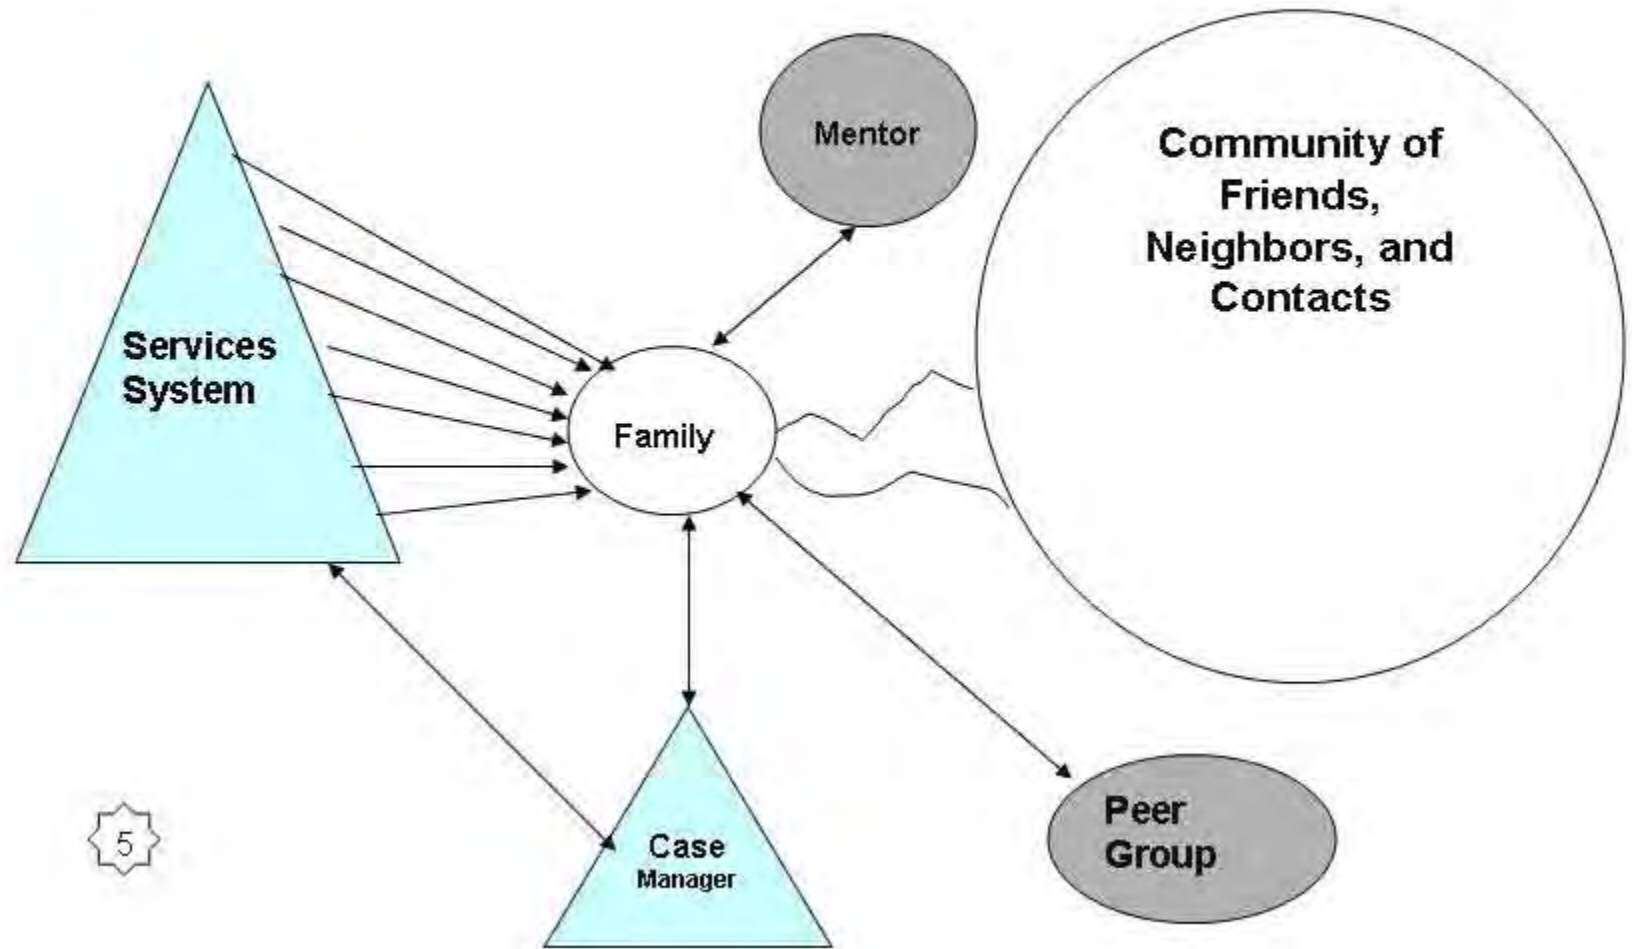 Mentor
Community of
Friends,
Neighbors, and
Contacts
Services
System
Family
Peer
Group
Case
Manager
5